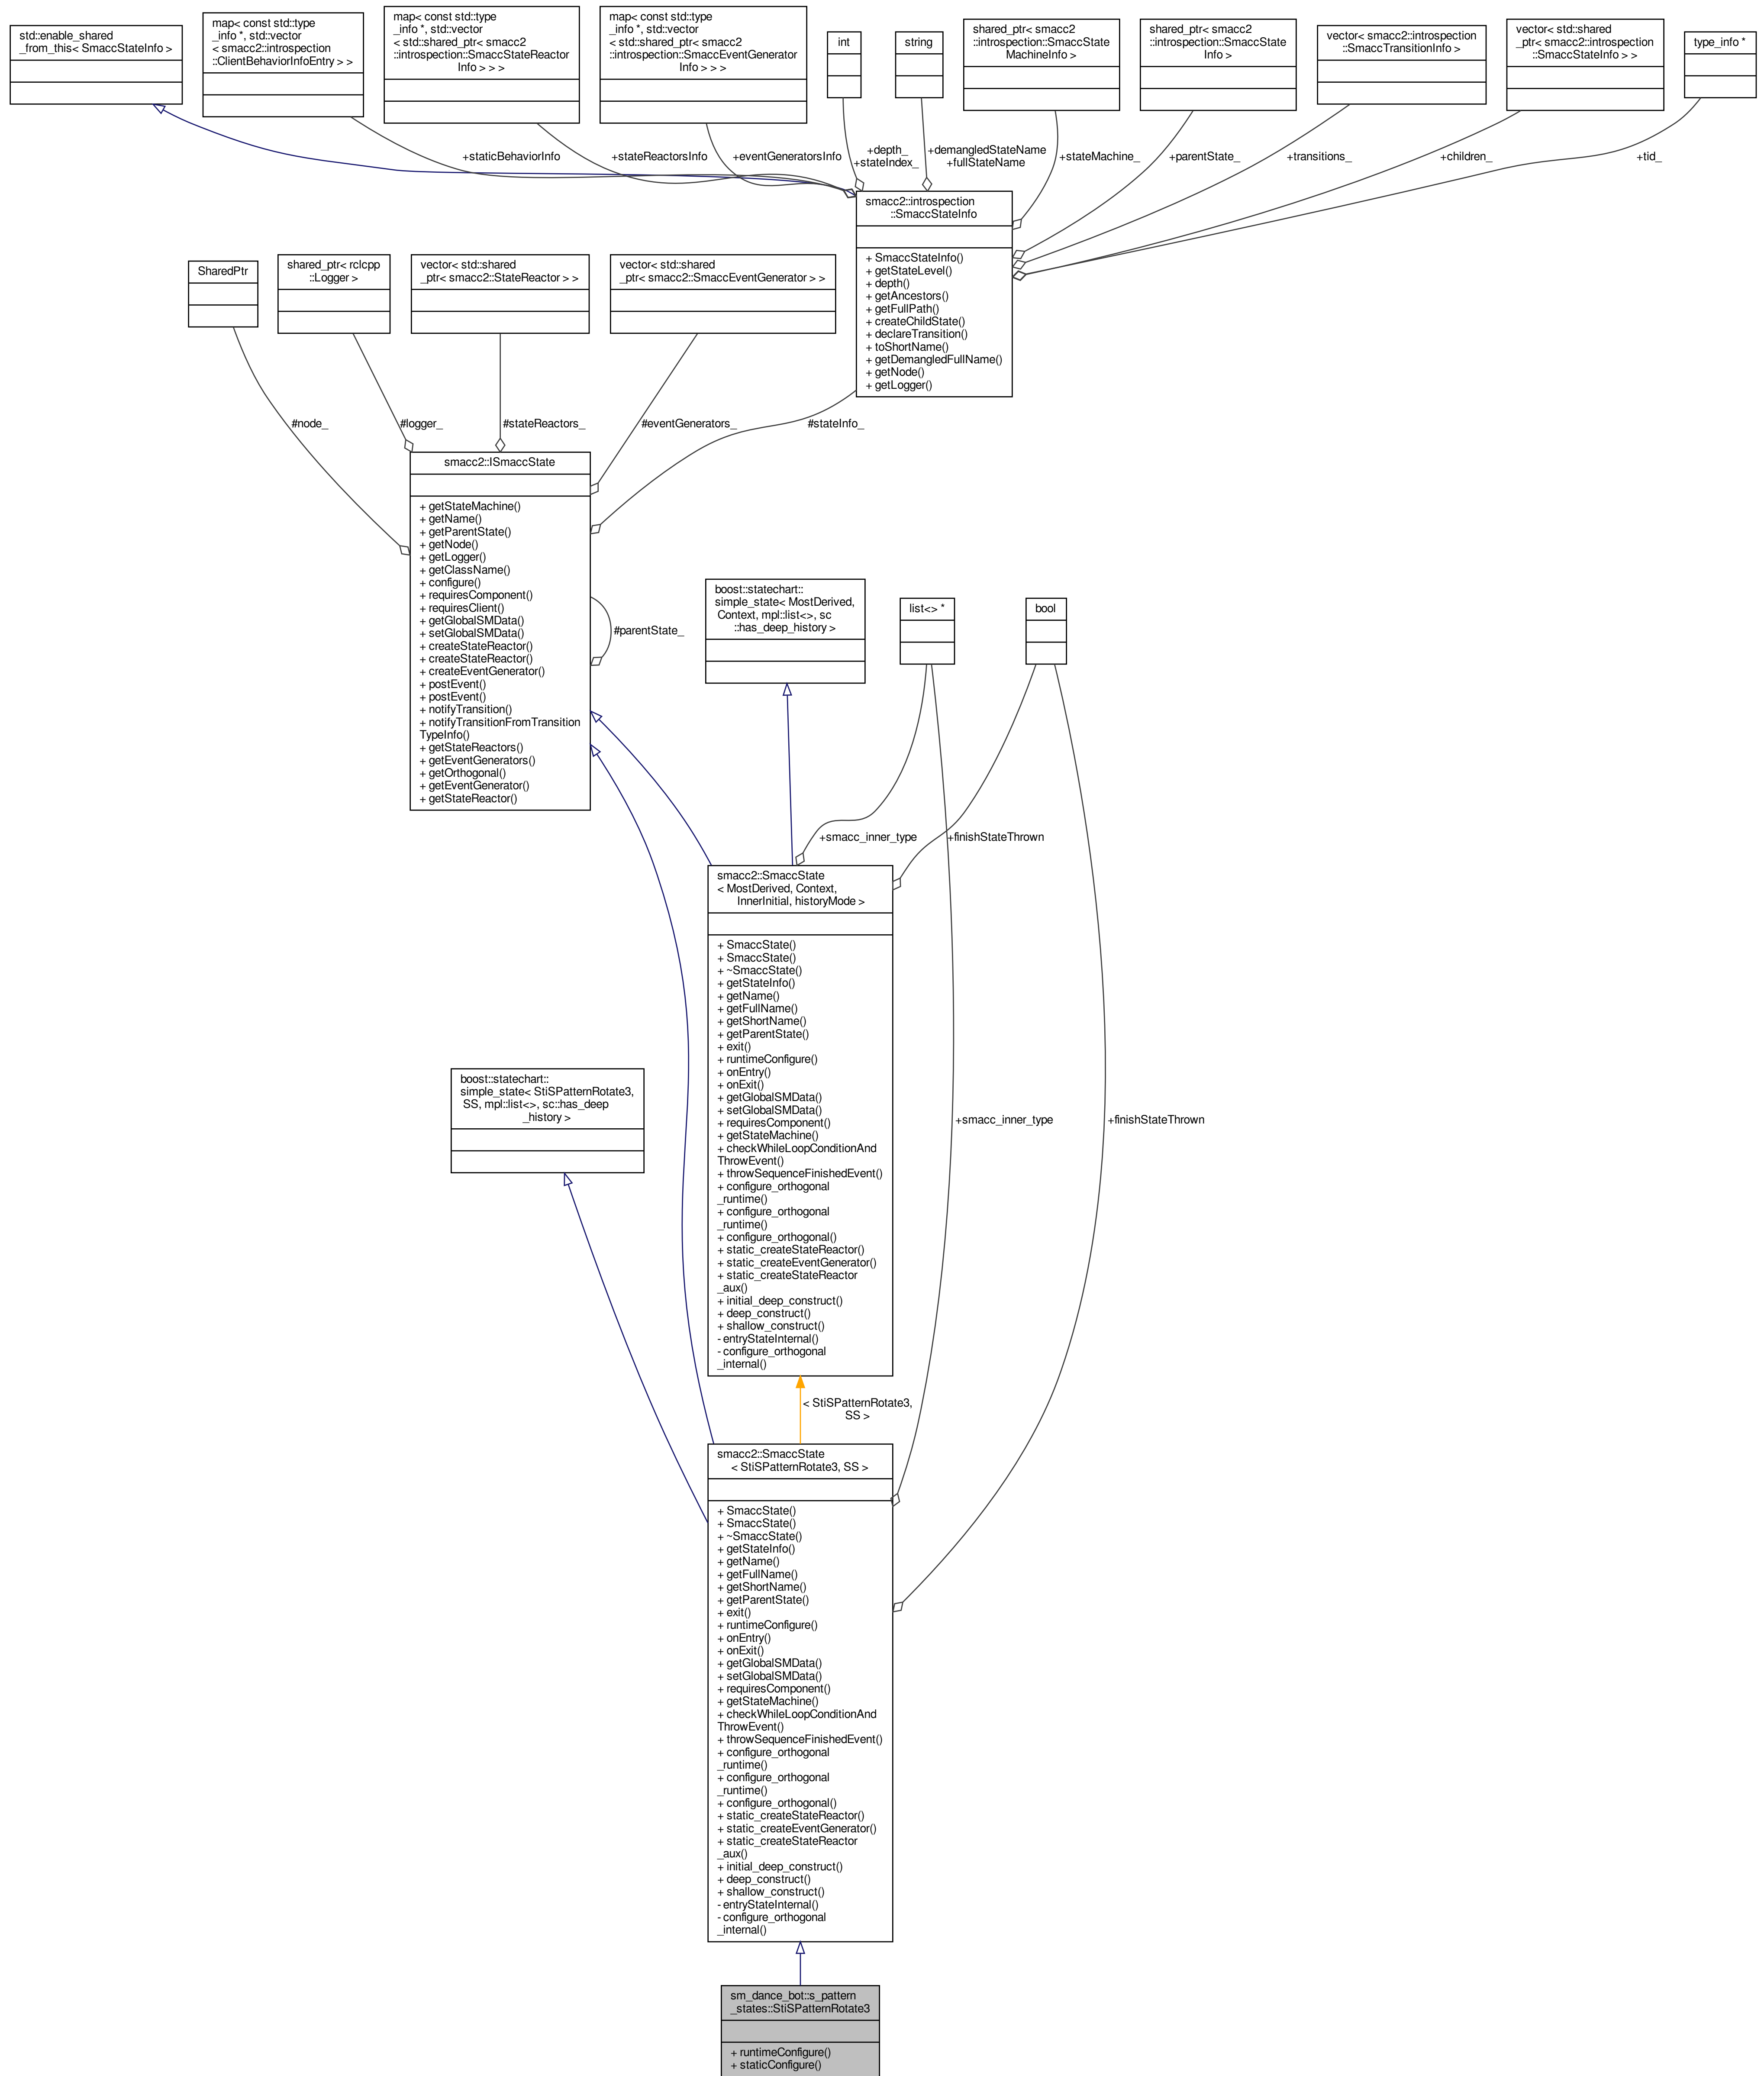 std::enable_shared
_from_this< SmaccStateInfo >
map< const std::type
_info *, std::vector
< smacc2::introspection
::ClientBehaviorInfoEntry > >
map< const std::type
_info *, std::vector
< std::shared_ptr< smacc2
::introspection::SmaccStateReactor
Info > > >
map< const std::type
_info *, std::vector
< std::shared_ptr< smacc2
::introspection::SmaccEventGenerator
Info > > >
int
string
shared_ptr< smacc2
::introspection::SmaccState
MachineInfo >
shared_ptr< smacc2
::introspection::SmaccState
Info >
vector< smacc2::introspection
::SmaccTransitionInfo >
vector< std::shared
_ptr< smacc2::introspection
::SmaccStateInfo > >
type_info *
+staticBehaviorInfo
+stateReactorsInfo
+eventGeneratorsInfo
+depth_
+stateIndex_
+demangledStateName
+fullStateName
+stateMachine_
+parentState_
+transitions_
+children_
+tid_
smacc2::introspection
::SmaccStateInfo
+ SmaccStateInfo()
+ getStateLevel()
+ depth()
+ getAncestors()
+ getFullPath()
+ createChildState()
+ declareTransition()
+ toShortName()
+ getDemangledFullName()
+ getNode()
+ getLogger()
SharedPtr
shared_ptr< rclcpp
::Logger >
vector< std::shared
_ptr< smacc2::StateReactor > >
vector< std::shared
_ptr< smacc2::SmaccEventGenerator > >
#node_
#logger_
#stateReactors_
#eventGenerators_
#stateInfo_
smacc2::ISmaccState
+ getStateMachine()
+ getName()
+ getParentState()
+ getNode()
+ getLogger()
+ getClassName()
+ configure()
+ requiresComponent()
+ requiresClient()
+ getGlobalSMData()
+ setGlobalSMData()
+ createStateReactor()
+ createStateReactor()
+ createEventGenerator()
+ postEvent()
+ postEvent()
+ notifyTransition()
+ notifyTransitionFromTransition
TypeInfo()
+ getStateReactors()
+ getEventGenerators()
+ getOrthogonal()
+ getEventGenerator()
+ getStateReactor()
#parentState_
boost::statechart::
simple_state< MostDerived,
Context, mpl::list<>, sc
::has_deep_history >
list<> *
bool
+smacc_inner_type
+finishStateThrown
smacc2::SmaccState
< MostDerived, Context,
InnerInitial, historyMode >
+ SmaccState()
+ SmaccState()
+ ~SmaccState()
+ getStateInfo()
+ getName()
+ getFullName()
+ getShortName()
+ getParentState()
+ exit()
+ runtimeConfigure()
+ onEntry()
+ onExit()
+ getGlobalSMData()
+ setGlobalSMData()
+ requiresComponent()
+ getStateMachine()
+ checkWhileLoopConditionAnd
ThrowEvent()
+ throwSequenceFinishedEvent()
+ configure_orthogonal
_runtime()
+ configure_orthogonal
_runtime()
+ configure_orthogonal()
+ static_createStateReactor()
+ static_createEventGenerator()
+ static_createStateReactor
_aux()
+ initial_deep_construct()
+ deep_construct()
+ shallow_construct()
- entryStateInternal()
- configure_orthogonal
_internal()
boost::statechart::
simple_state< StiSPatternRotate3,
SS, mpl::list<>, sc::has_deep
_history >
+smacc_inner_type
+finishStateThrown
< StiSPatternRotate3,
SS >
smacc2::SmaccState
< StiSPatternRotate3, SS >
+ SmaccState()
+ SmaccState()
+ ~SmaccState()
+ getStateInfo()
+ getName()
+ getFullName()
+ getShortName()
+ getParentState()
+ exit()
+ runtimeConfigure()
+ onEntry()
+ onExit()
+ getGlobalSMData()
+ setGlobalSMData()
+ requiresComponent()
+ getStateMachine()
+ checkWhileLoopConditionAnd
ThrowEvent()
+ throwSequenceFinishedEvent()
+ configure_orthogonal
_runtime()
+ configure_orthogonal
_runtime()
+ configure_orthogonal()
+ static_createStateReactor()
+ static_createEventGenerator()
+ static_createStateReactor
_aux()
+ initial_deep_construct()
+ deep_construct()
+ shallow_construct()
- entryStateInternal()
- configure_orthogonal
_internal()
sm_dance_bot::s_pattern
_states::StiSPatternRotate3
+ runtimeConfigure()
+ staticConfigure()